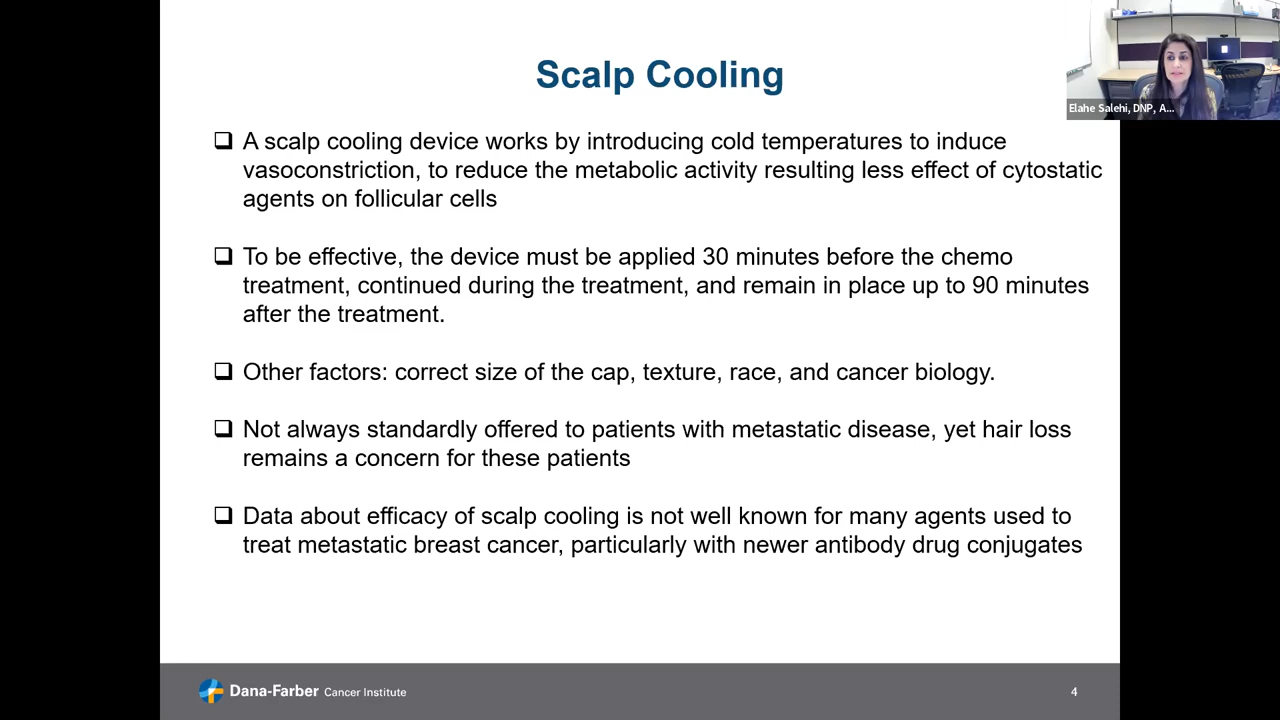 Scalp Cooling
Elahe Salehi, DNP, A...
❑ A scalp cooling device works by introducing cold temperatures to induce
vasoconstriction, to reduce the metabolic activity resulting less effect of cytostatic
agents on follicular cells
❑ To be effective, the device must be applied 30 minutes before the chemo
treatment, continued during the treatment, and remain in place up to 90 minutes
after the treatment.
❑ Other factors: correct size of the cap, texture, race, and cancer biology.
❑ Not always standardly offered to patients with metastatic disease, yet hair loss
remains a concern for these patients
❑ Data about efficacy of scalp cooling is not well known for many agents used to
treat metastatic breast cancer, particularly with newer antibody drug conjugates
Dana-Farber Cancer Institute
4